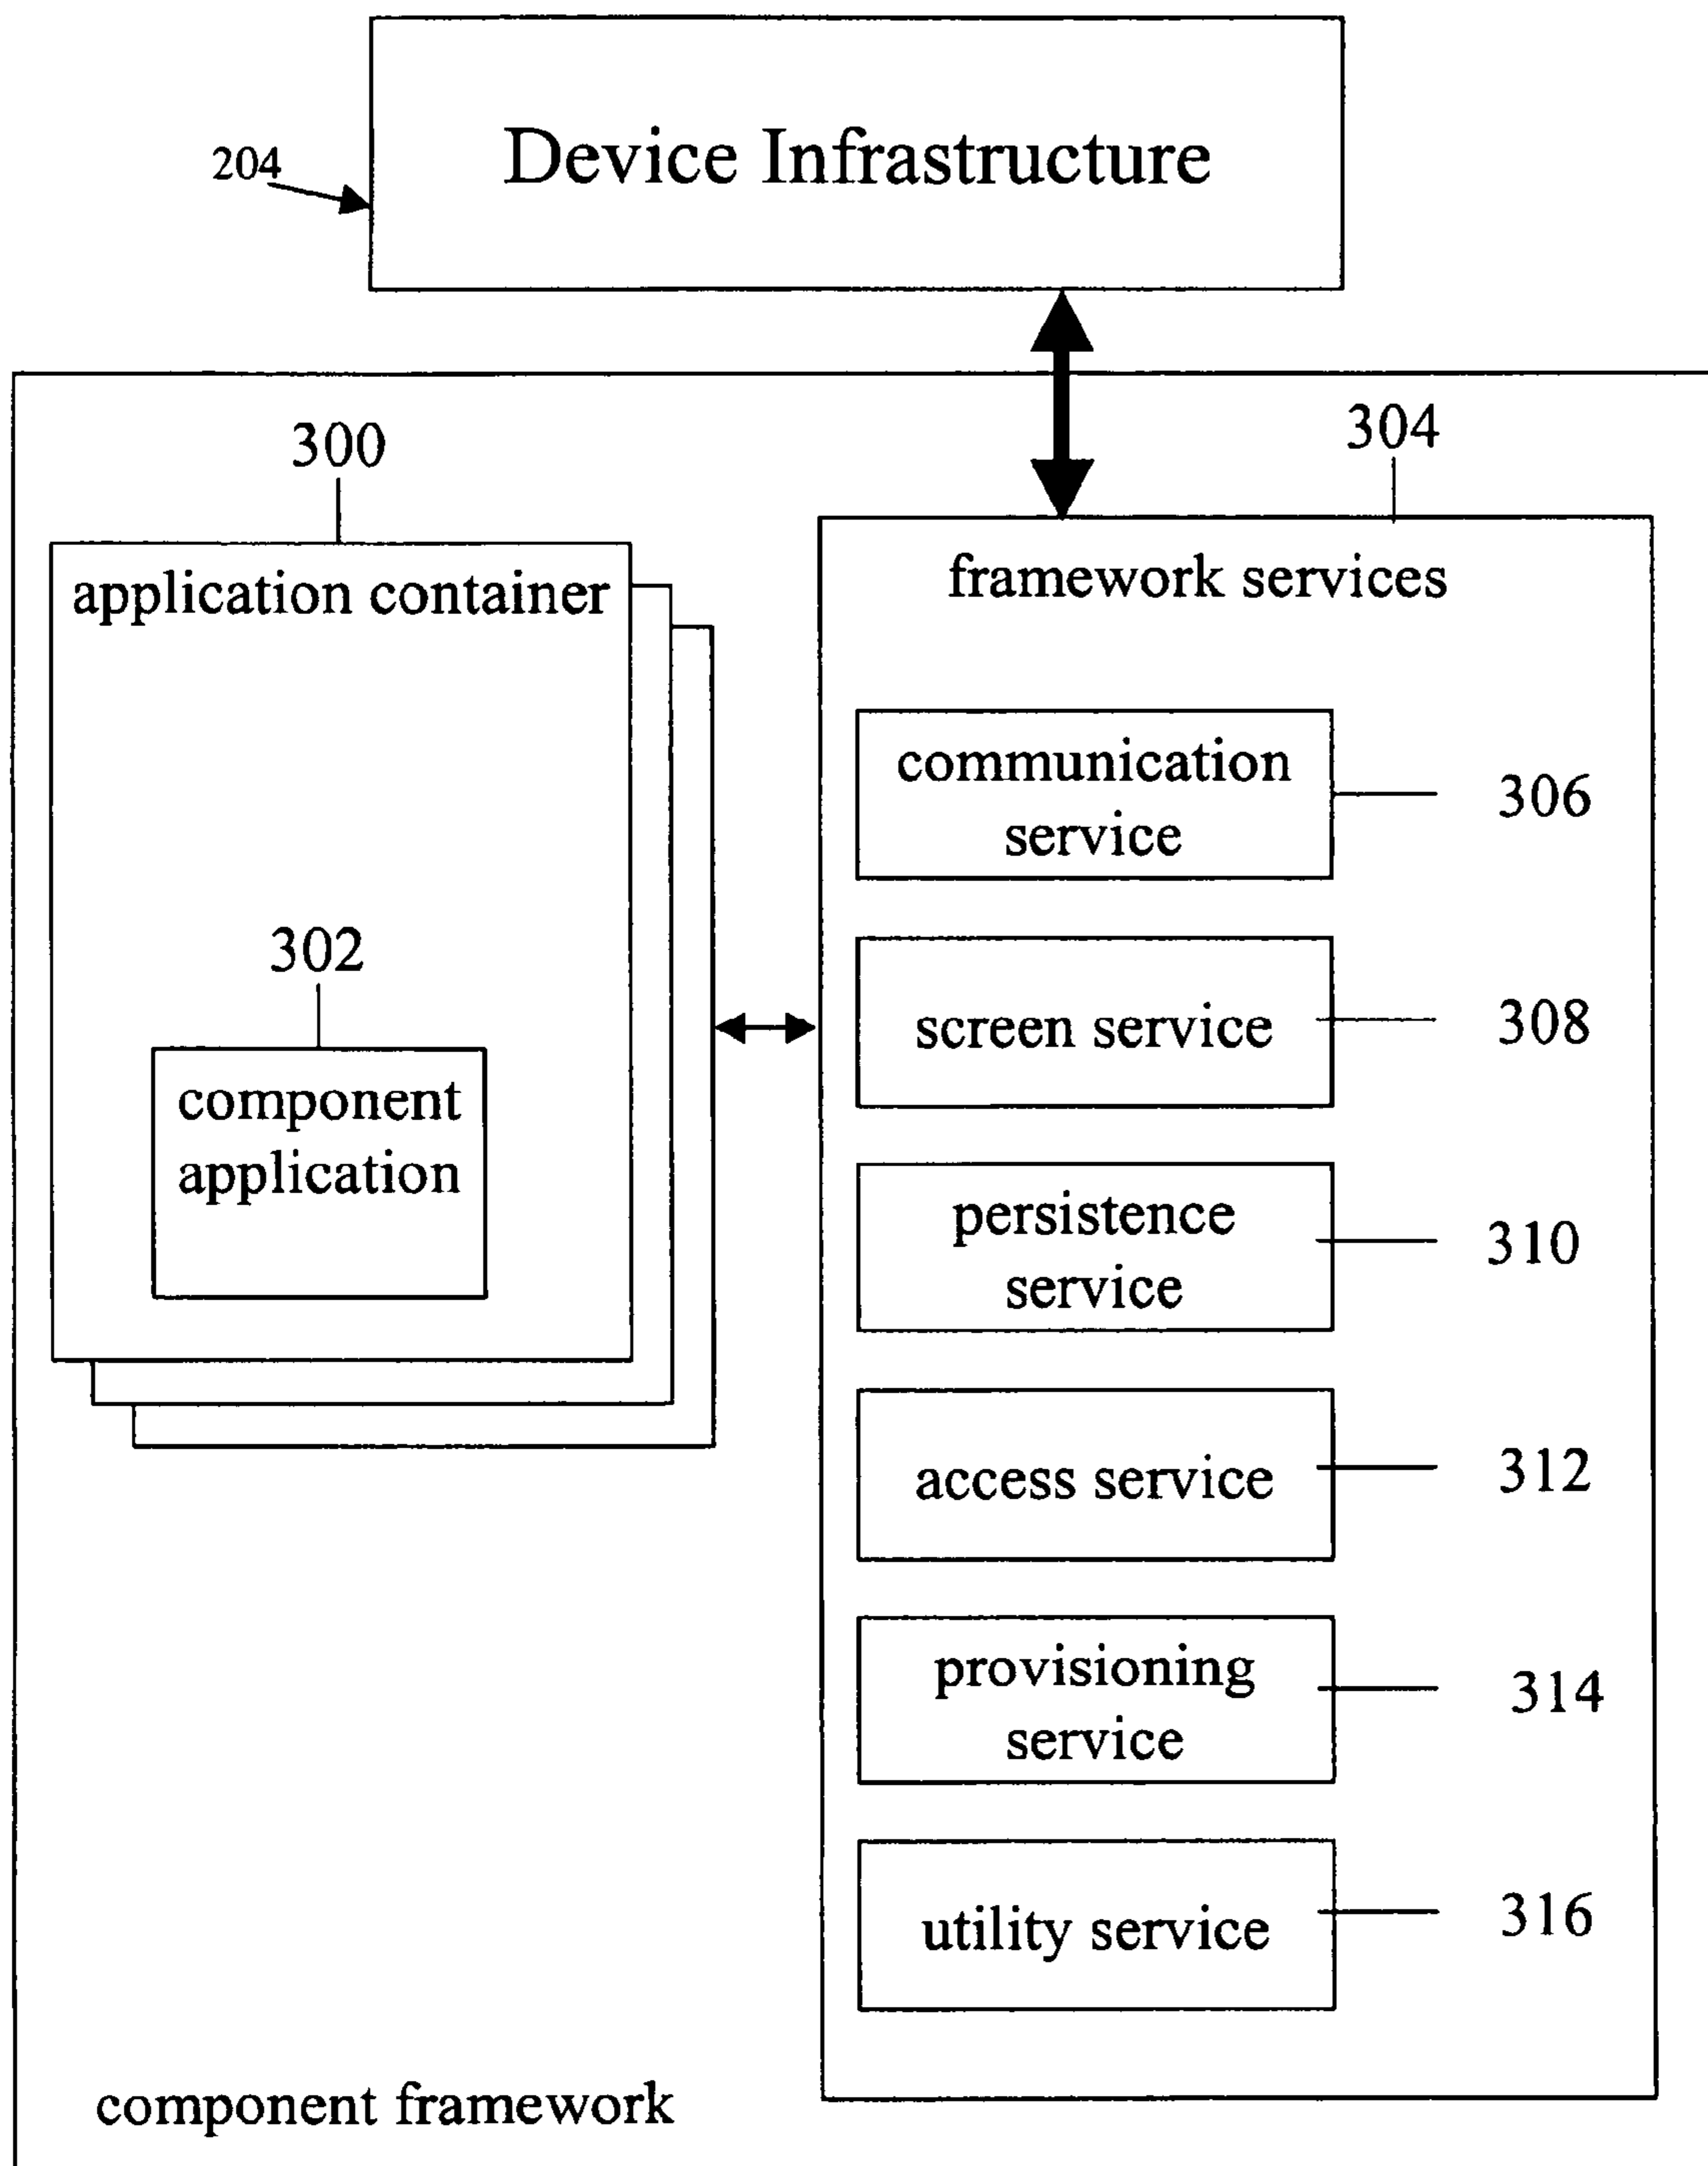 Device Infrastructure
204
300
304
application container
framework services
communication
service
306
302
screen service
308
component
application
persistence
service
310
access service
312
provisioning
service
314
utility service
316
component framework